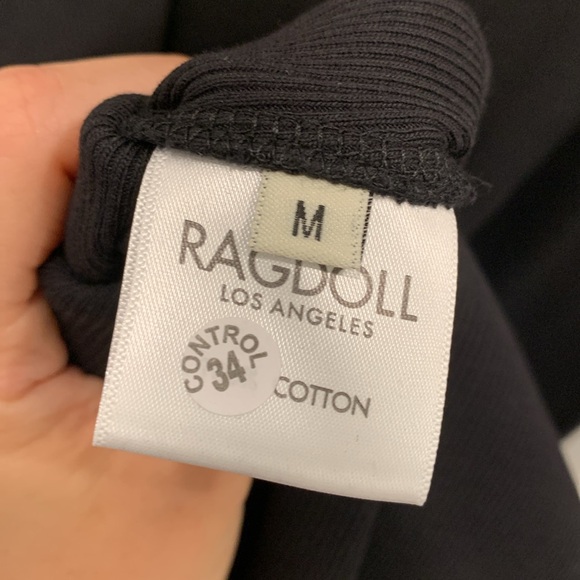 M
RAGDOLL
LOS ANGELES
CONTROL
34
COTTON